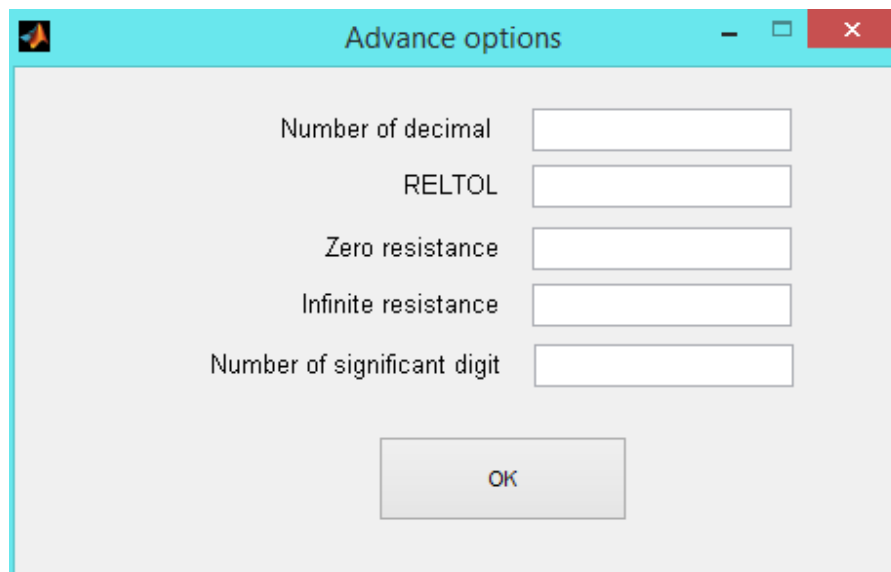 Advance options
Number of decimal
RELTOL
Zero resistance
Infinite resistance
Number of significant digit
OK